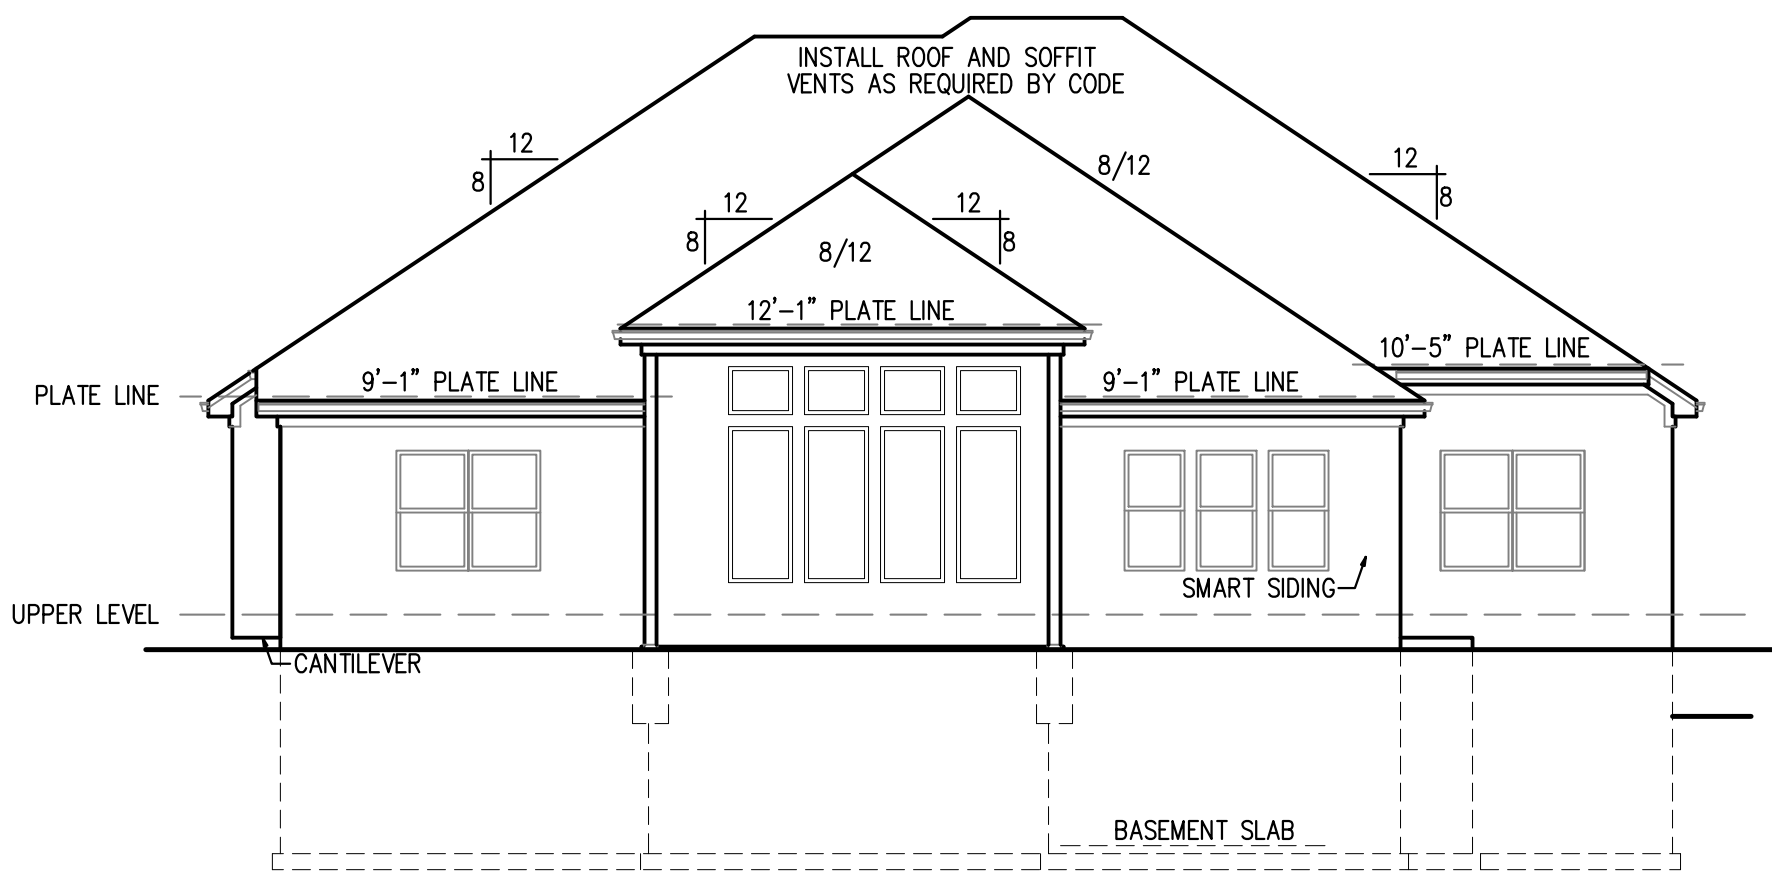 INSTALL ROOF AND SOFFIT
VENTS AS REQUIRED BY CODE
12
8
12
8
8/12
12
8
12
8
8/12
12'-1" PLATE LINE
10'-5" PLATE LINE
PLATE LINE
9'-1" PLATE LINE
9'-1" PLATE LINE
SMART SIDING
UPPER LEVEL
CANTILEVER
BASEMENT SLAB